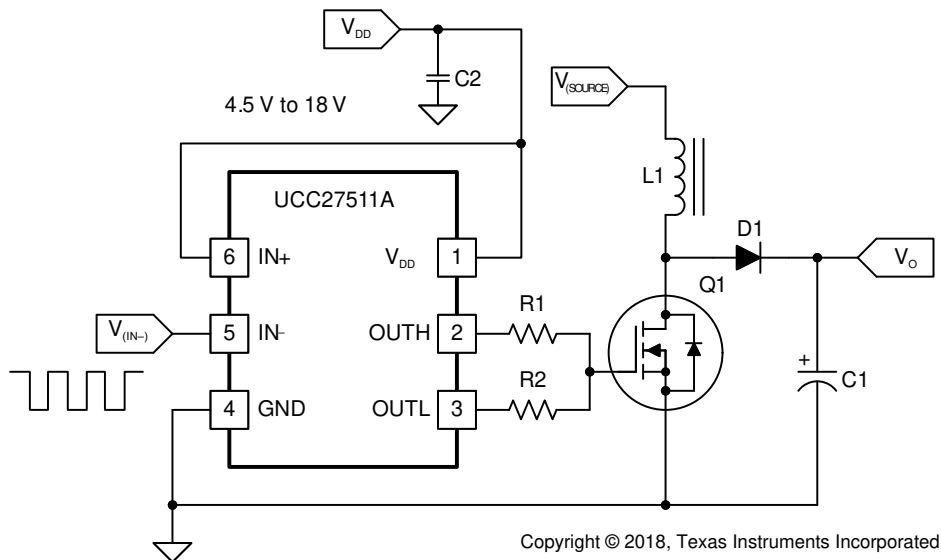 V_DD
C2
4.5 V to 18 V
V_(SOURCE)
L1
UCC27511A
D1
6 IN+
V_DD 1
V_O
Q1
R1
V_(IN–)
5 IN-
OUTH 2
R2
+
C1
4 GND
OUTL 3
Copyright © 2018, Texas Instruments Incorporated